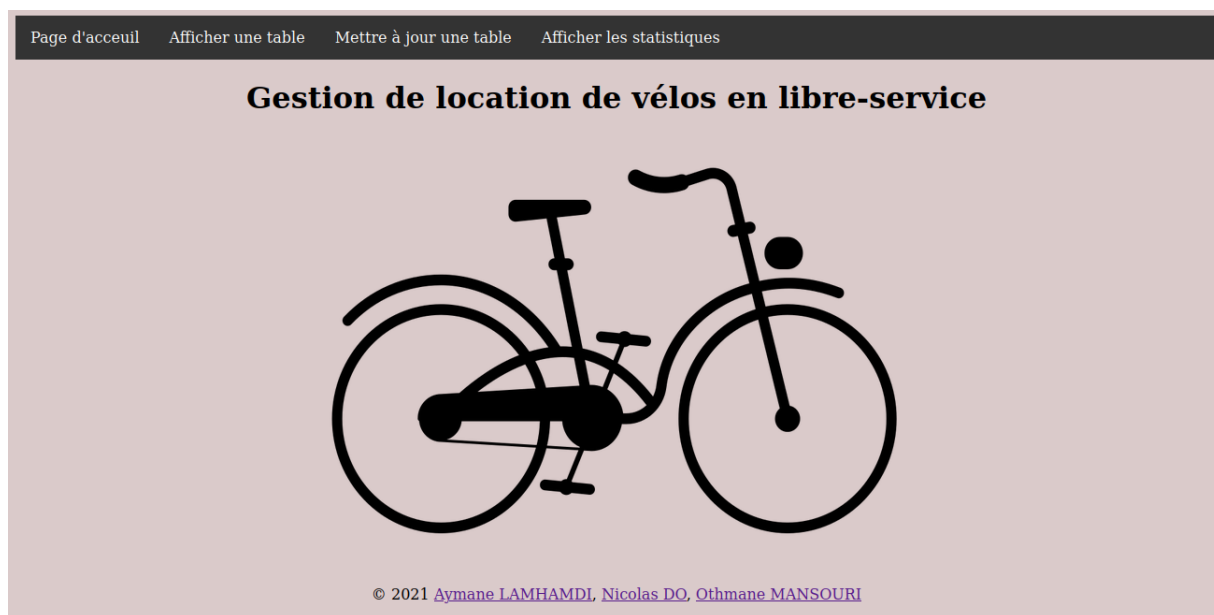 Page d'acceuil Afficher une table Mettre à jour une table Afficher les statistiques
Gestion de location de vélos en libre-service
© 2021 Aymane LAMHAMDI, Nicolas DO, Othmane MANSOURI